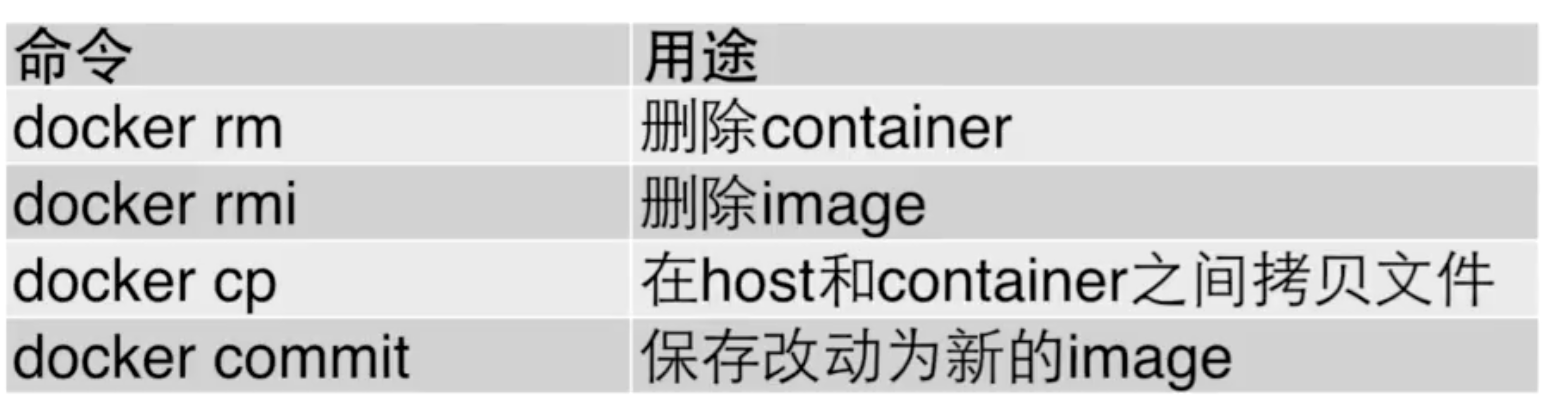 命令 用途
docker rm 删除container
docker rmi 删除image
docker cp 在host和container之间拷贝文件
docker commit 保存改动为新的image